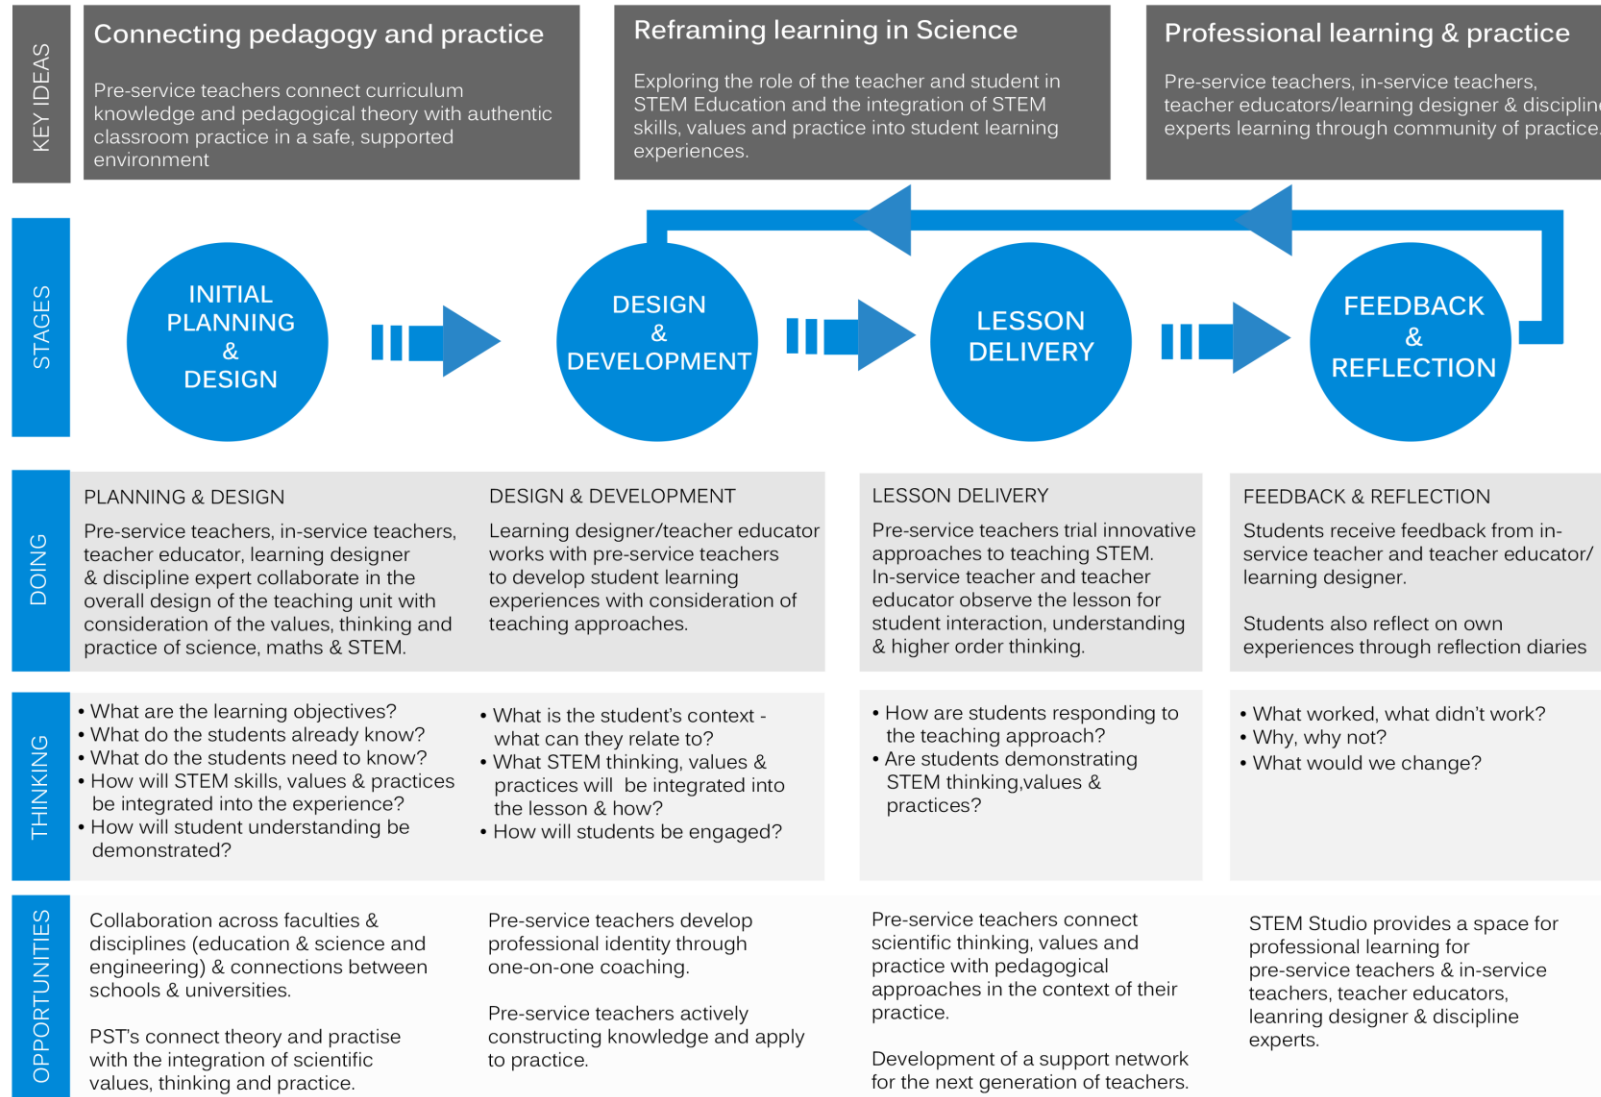 KEY IDEAS
Connecting pedagogy and practice
Pre-service teachers connect curriculum
knowledge and pedagogical theory with authentic
classroom practice in a safe, supported
environment
Reframing learning in Science
Exploring the role of the teacher and student in
STEM Education and the integration of STEM
skills, values and practice into student learning
experiences.
Professional learning & practice
Pre-service teachers, in-service teachers,
teacher educators/learning designer & discipline
experts learning through community of practice.
STAGES
INITIAL
PLANNING
&
DESIGN
DESIGN
&
DEVELOPMENT
LESSON
DELIVERY
FEEDBACK
&
REFLECTION
DOING
PLANNING & DESIGN
Pre-service teachers, in-service teachers,
teacher educator, learning designer
& discipline expert collaborate in the
overall design of the teaching unit with
consideration of the values, thinking and
practice of science, maths & STEM.
DESIGN & DEVELOPMENT
Learning designer/teacher educator
works with pre-service teachers
to develop student learning
experiences with consideration of
teaching approaches.
LESSON DELIVERY
Pre-service teachers trial innovative
approaches to teaching STEM.
In-service teacher and teacher
educator observe the lesson for
student interaction, understanding
& higher order thinking.
FEEDBACK & REFLECTION
Students receive feedback from in-
service teacher and teacher educator/
learning designer.
Students also reflect on own
experiences through reflection diaries
THINKING
• What are the learning objectives?
• What do the students already know?
• What do the students need to know?
• How will STEM skills, values & practices
be integrated into the experience?
• How will student understanding be
demonstrated?
• What is the student's context -
what can they relate to?
• What STEM thinking, values &
practices will be integrated into
the lesson & how?
• How will students be engaged?
• How are students responding to
the teaching approach?
• Are students demonstrating
STEM thinking,values &
practices?
• What worked, what didn't work?
• Why, why not?
• What would we change?
OPPORTUNITIES
Collaboration across faculties &
disciplines (education & science and
engineering) & connections between
schools & universities.
PST's connect theory and practise
with the integration of scientific
values, thinking and practice.
Pre-service teachers develop
professional identity through
one-on-one coaching.
Pre-service teachers actively
constructing knowledge and apply
to practice.
Pre-service teachers connect
scientific thinking, values and
practice with pedagogical
approaches in the context of their
practice.
Development of a support network
for the next generation of teachers.
STEM Studio provides a space for
professional learning for
pre-service teachers & in-service
teachers, teacher educators,
leanring designer & discipline
experts.